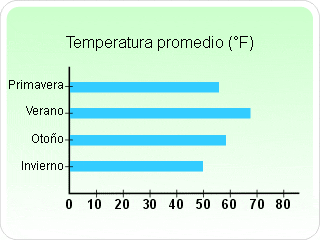 Temperatura promedio (°F)
Primavera
Verano
Otoño
Invierno
0 10 20 30 40 50 60 70 80